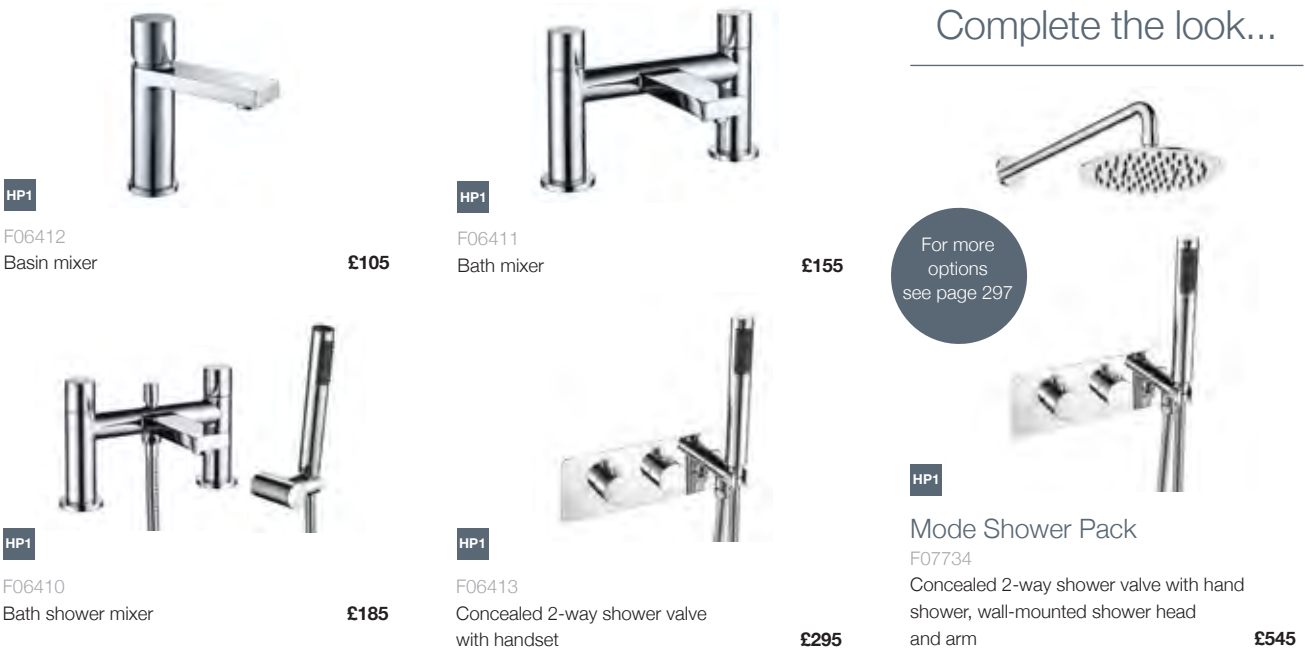 HP1
F06412
Basin mixer £105
HP1
F06411
Bath mixer £155
HP1
F06410
Bath shower mixer £185
HP1
F06413
Concealed 2-way shower valve
with handset £295
Complete the look...
For more
options
see page 297
HP1
Mode Shower Pack
F07734
Concealed 2-way shower valve with hand
shower, wall-mounted shower head
and arm £545